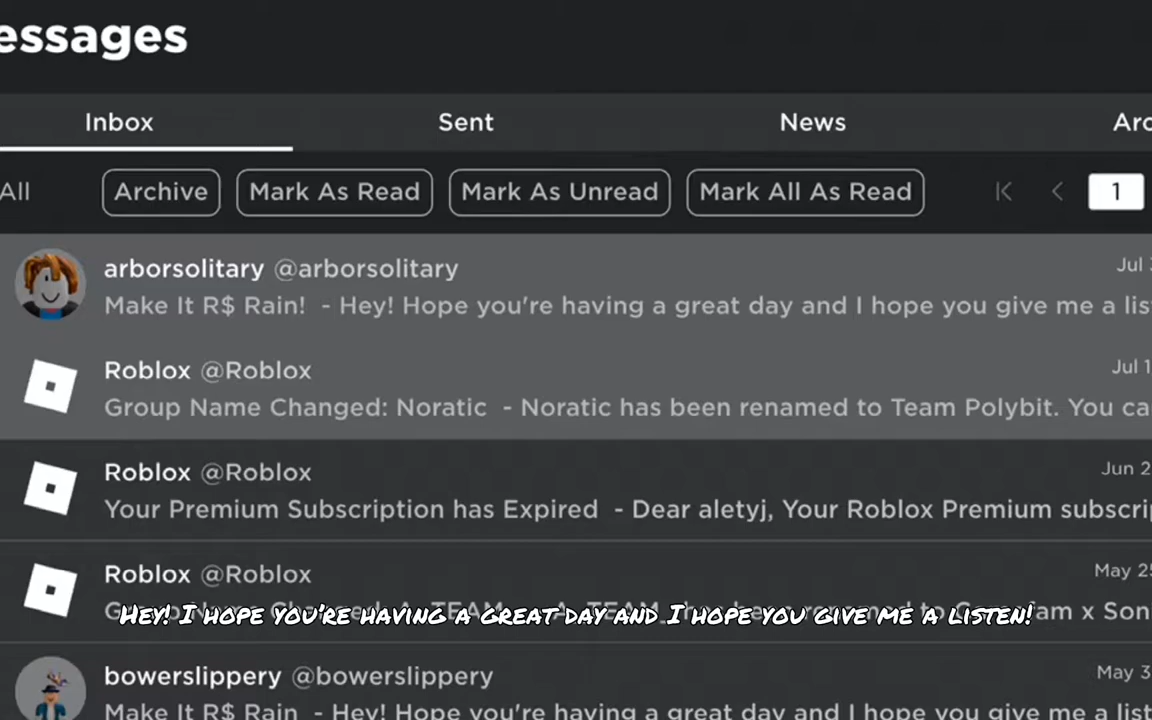 essages
Inbox Sent News Arc
All Archive Mark As Read Mark As Unread Mark All As Read 1
arborsolitary @arborsolitary Jul
Make It R$ Rain! - Hey! Hope you're having a great day and I hope you give me a lis
Roblox @Roblox Jul 1
Group Name Changed: Noratic - Noratic has been renamed to Team Polybit. You ca
Roblox @Roblox Jun 2
Your Premium Subscription has Expired - Dear aletyj, Your Roblox Premium subscri
Roblox @Roblox May 25
am x Son
Hey! I hope you're having a great day and I hope you give me a listen!
bowerslippery @bowerslippery May 3
Make It R$ Rain - Hey! Hope you're having a great day and I hope you give me a list